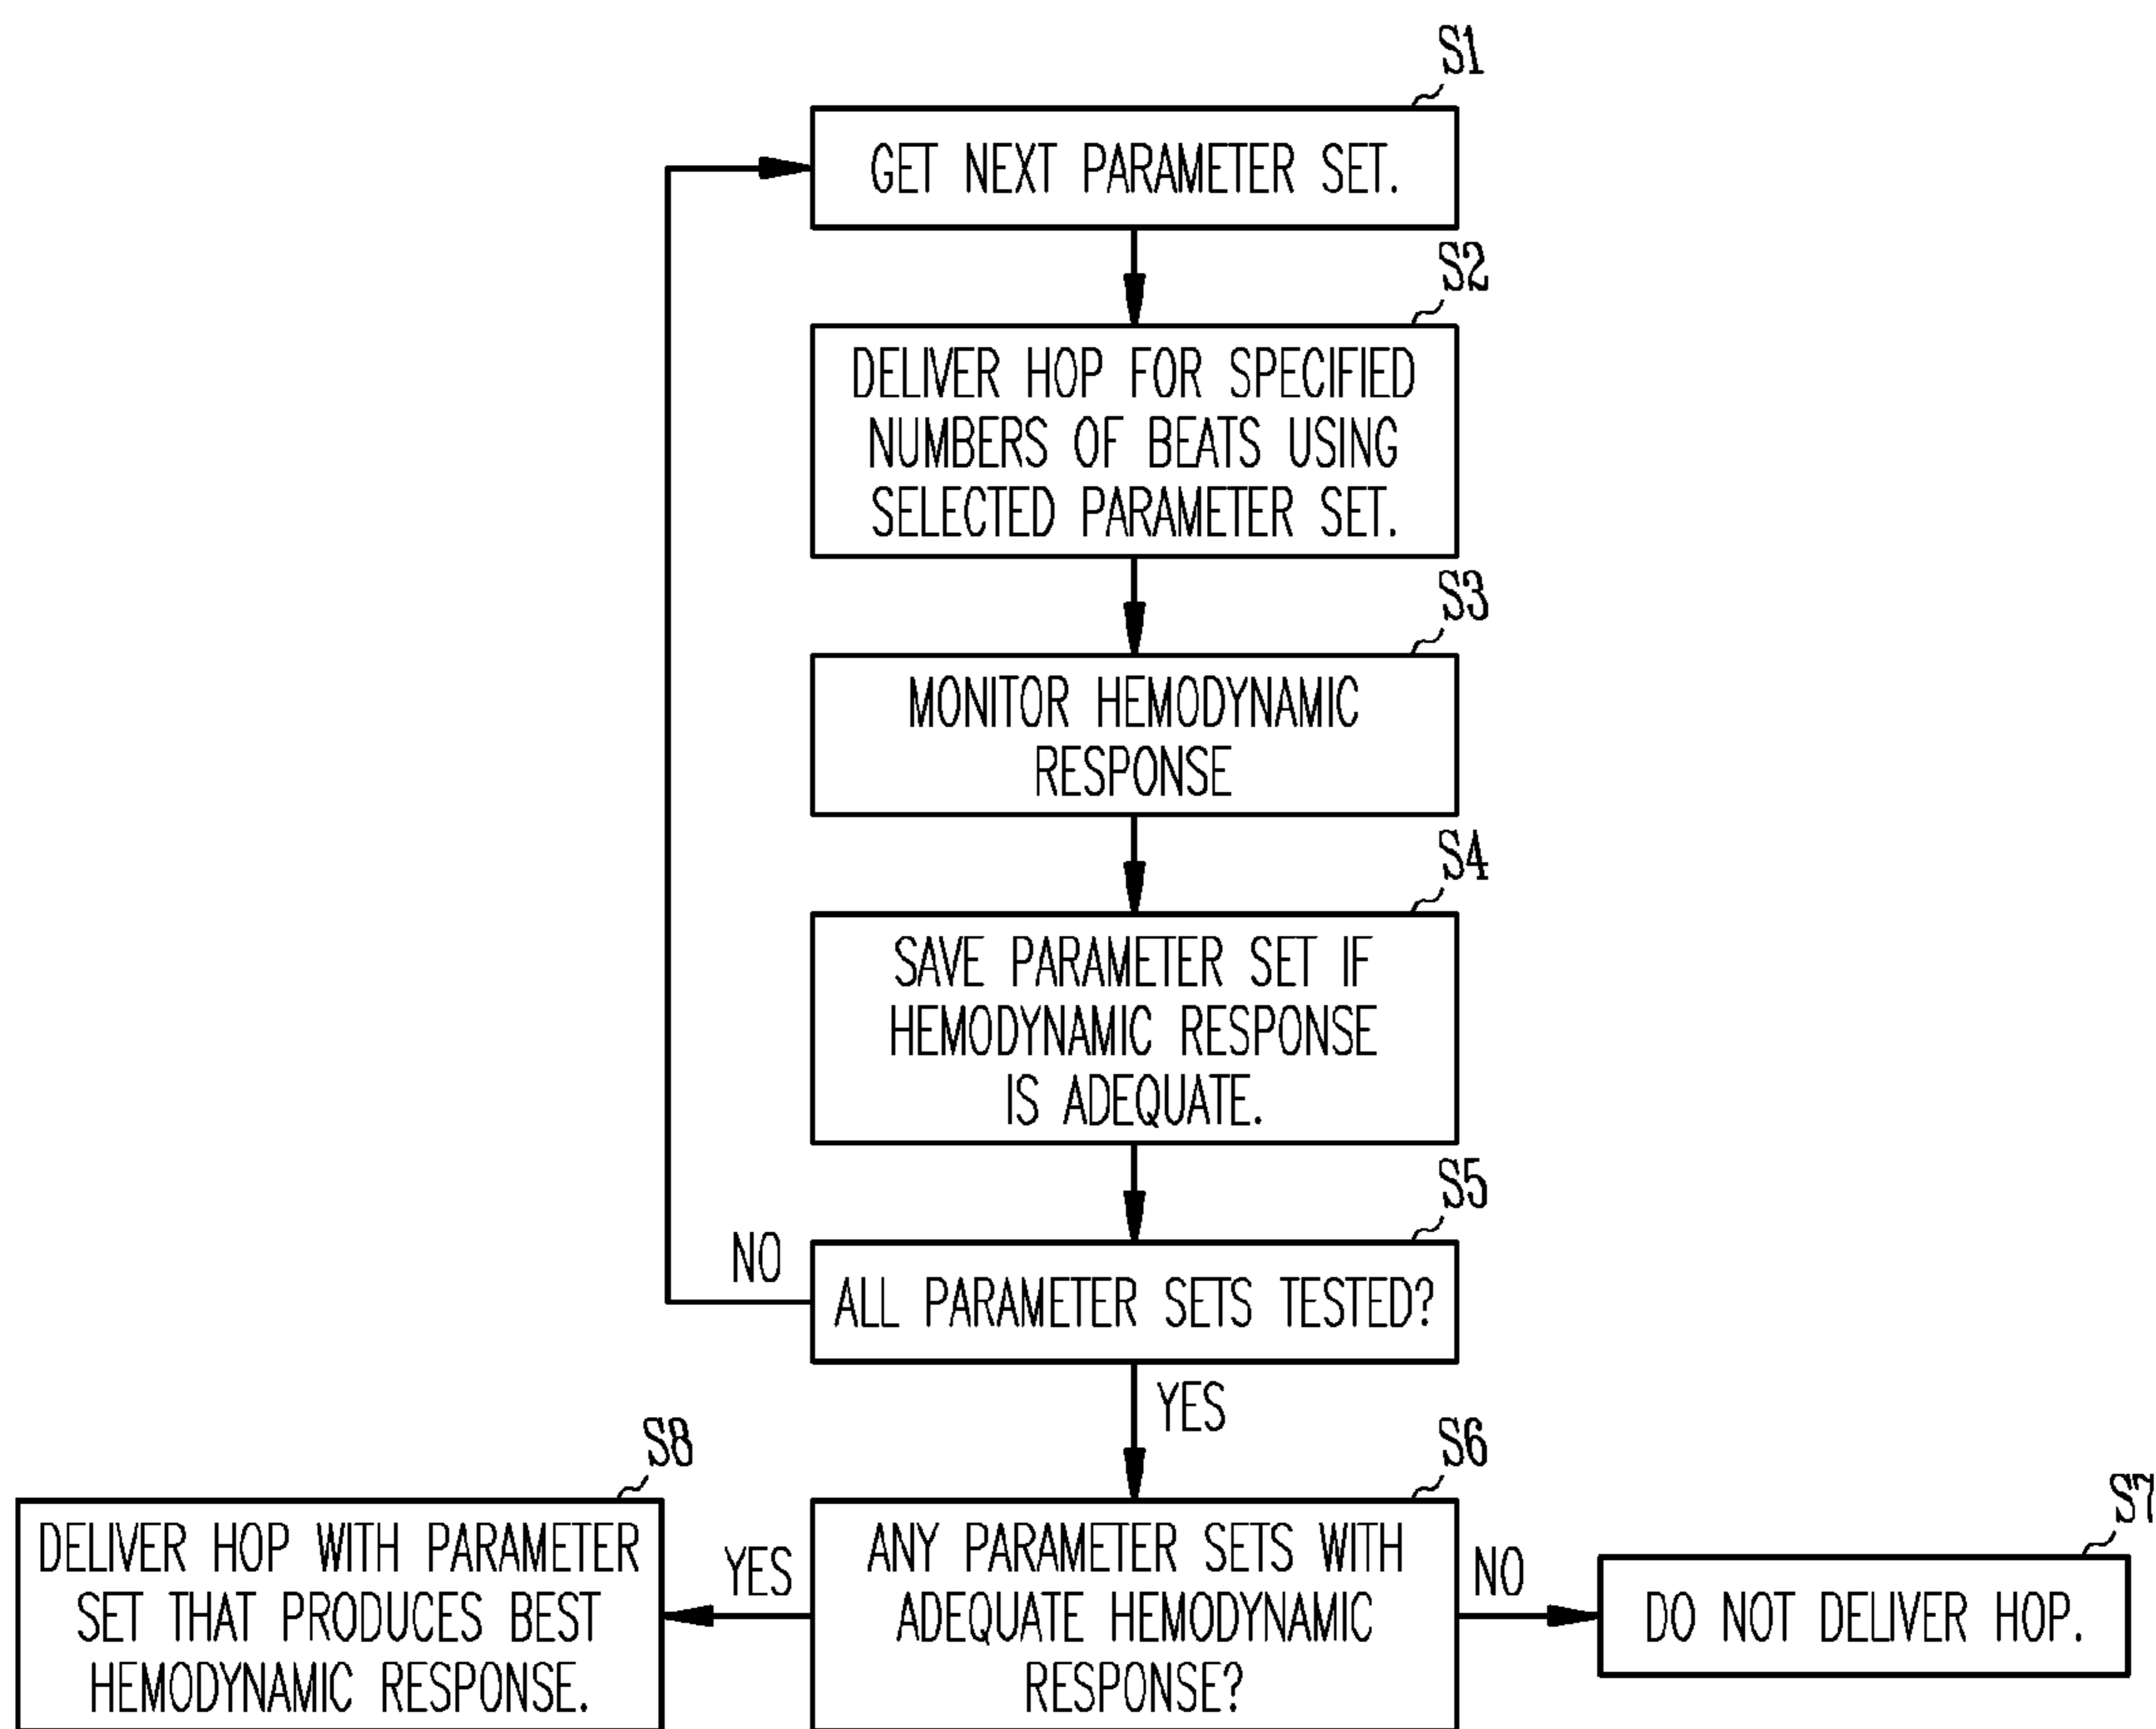 S1
GET NEXT PARAMETER SET.
S2
DELIVER HOP FOR SPECIFIED
NUMBERS OF BEATS USING
SELECTED PARAMETER SET.
S3
MONITOR HEMODYNAMIC
RESPONSE
S4
SAVE PARAMETER SET IF
HEMODYNAMIC RESPONSE
IS ADEQUATE.
S5
NO
ALL PARAMETER SETS TESTED?
YES
S8
DELIVER HOP WITH PARAMETER
SET THAT PRODUCES BEST
HEMODYNAMIC RESPONSE.
YES
S6
ANY PARAMETER SETS WITH
ADEQUATE HEMODYNAMIC
RESPONSE?
NO
S7
DO NOT DELIVER HOP.